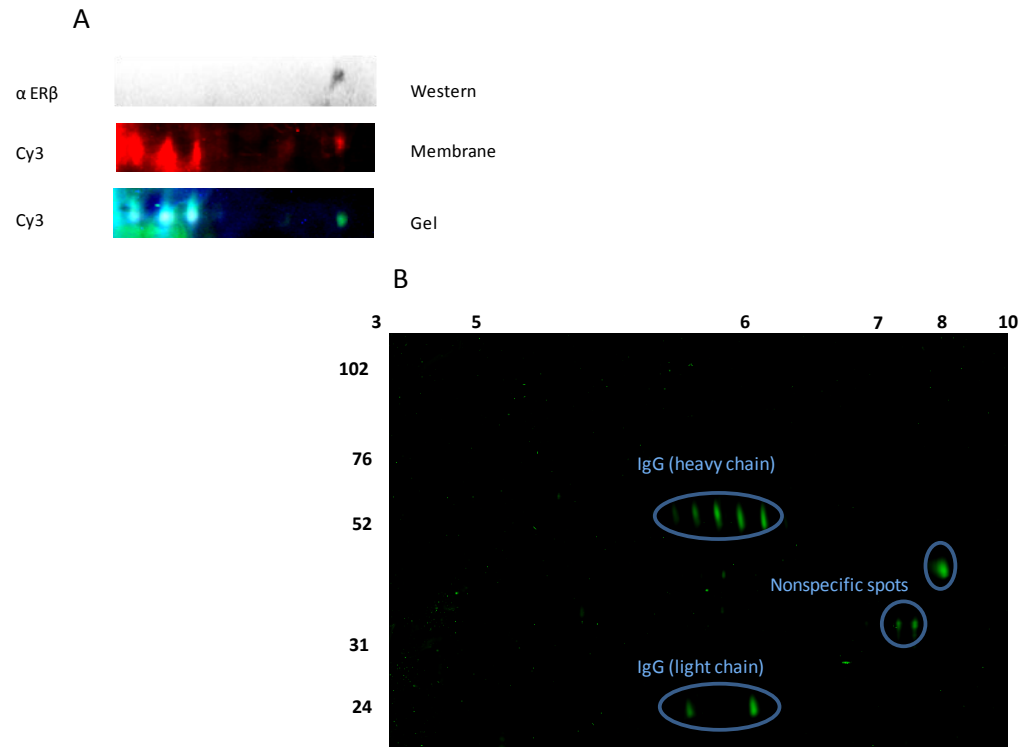 A
α ERβ
Western
Cy3
Membrane
Cy3
Gel
B
3 5 6 7 8 10
102
76
52
31
24
IgG (heavy chain)
Nonspecific spots
IgG (light chain)